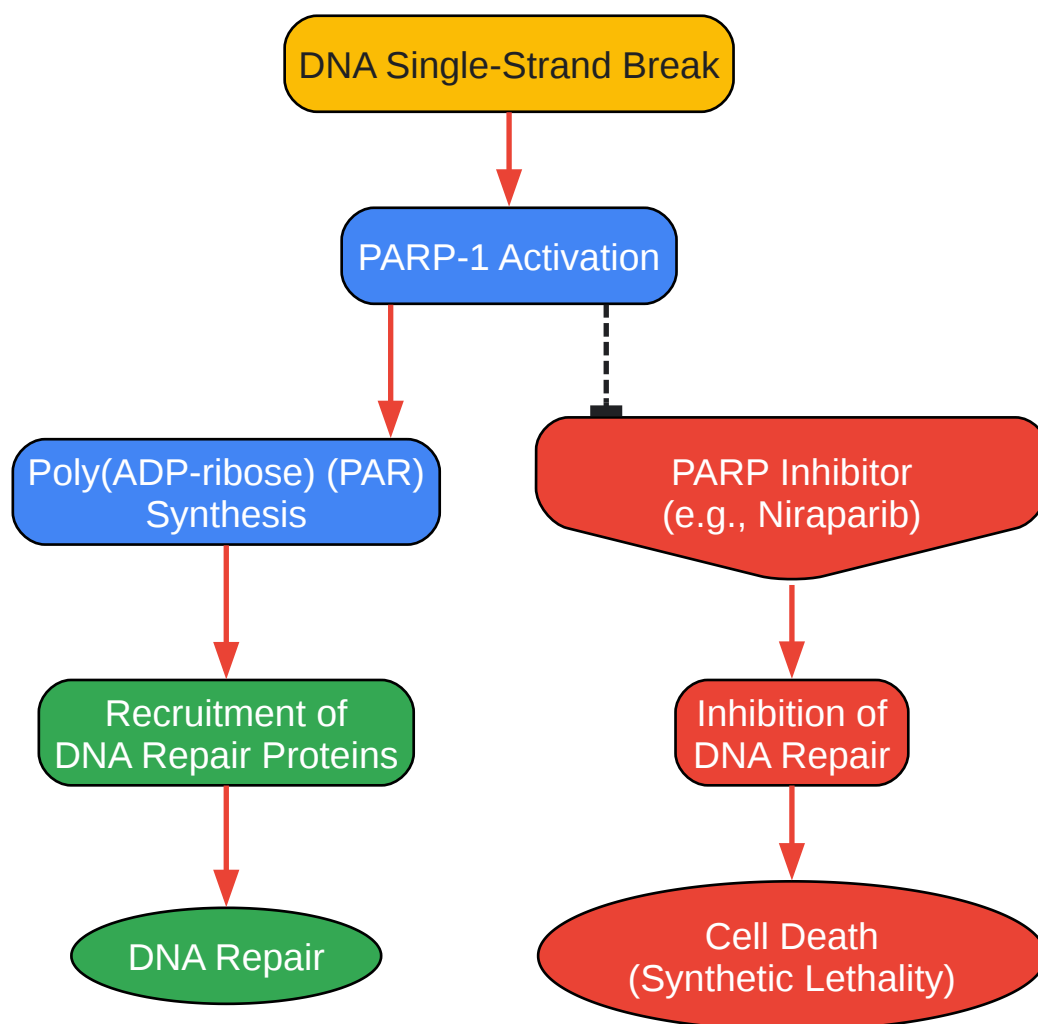 DNA Single-Strand Break
PARP-1 Activation
Poly(ADP-ribose) (PAR)
Synthesis
PARP Inhibitor
(e.g., Niraparib)
Recruitment of
DNA Repair Proteins
Inhibition of
DNA Repair
DNA Repair
Cell Death
(Synthetic Lethality)